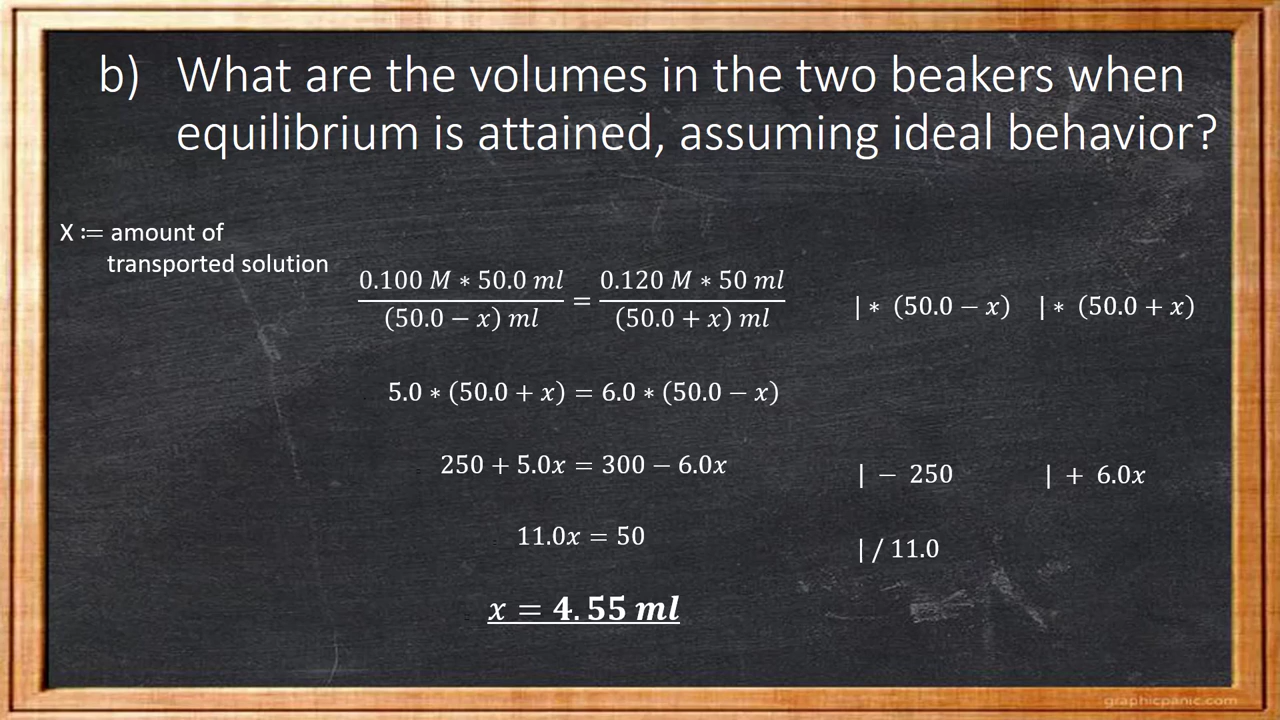 b) What are the volumes in the two beakers when
equilibrium is attained, assuming ideal behavior?
X ≔ amount of
transported solution
0.100 M ∗ 50.0 ml / (50.0 − x) ml = 0.120 M ∗ 50 ml / (50.0 + x) ml |∗ (50.0 − x) |∗ (50.0 + x)
5.0 ∗ (50.0 + x) = 6.0 ∗ (50.0 − x)
250 + 5.0x = 300 − 6.0x | − 250 | + 6.0x
11.0x = 50 |/ 11.0
x = 4.55 ml
graphicpanic.com